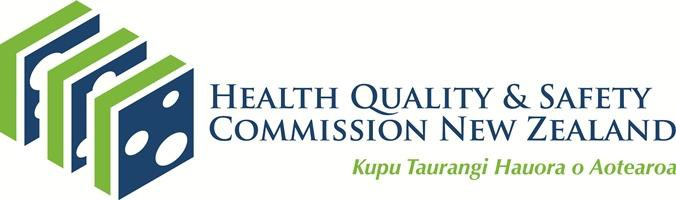 HEALTH QUALITY & SAFETY
COMMISSION NEW ZEALAND
Kupu Taurangi Hauora o Aotearoa